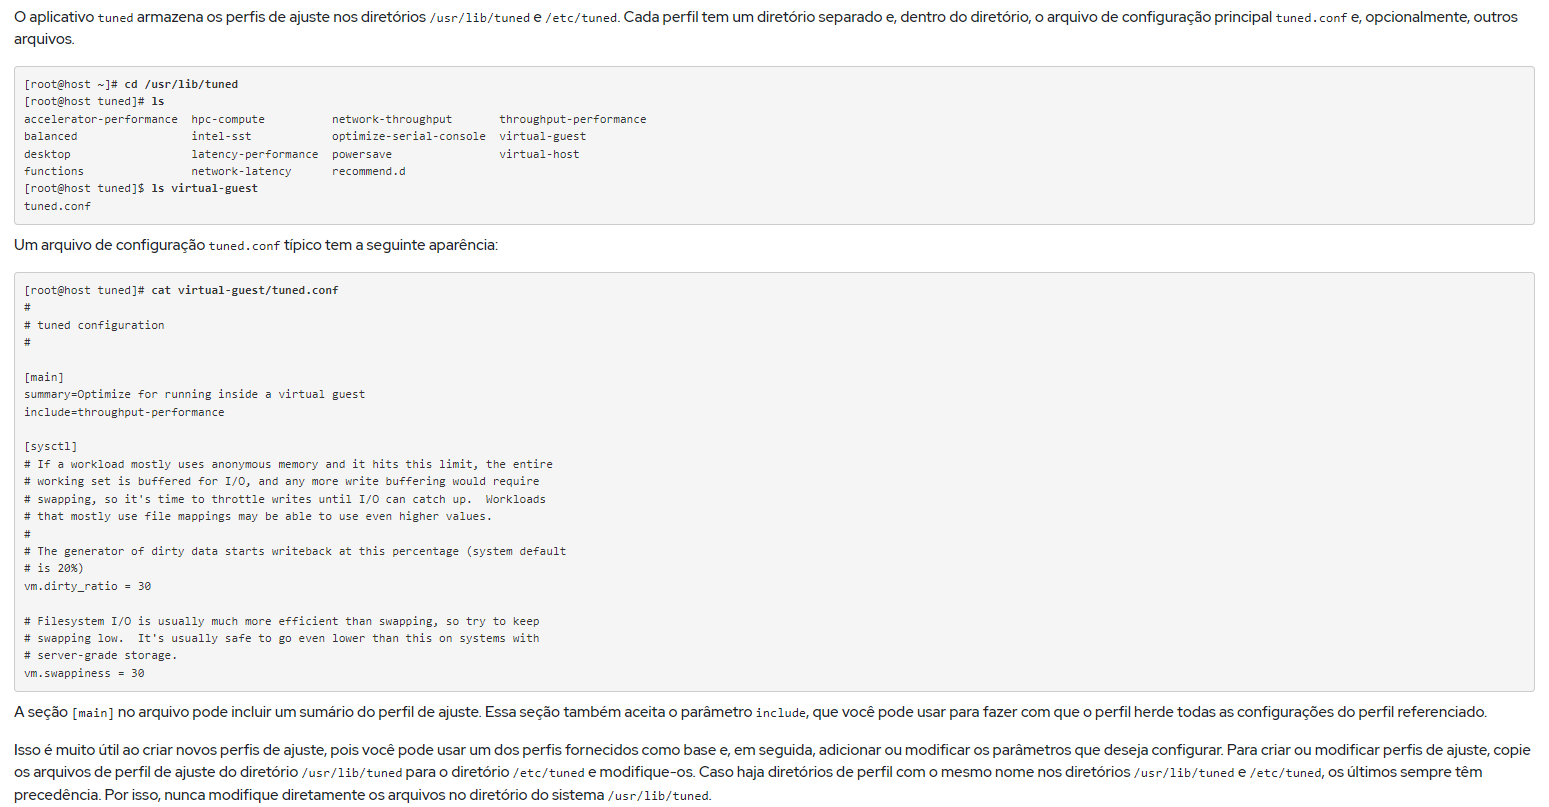 O aplicativo tuned armazena os perfis de ajuste nos diretórios /usr/lib/tuned e /etc/tuned. Cada perfil tem um diretório separado e, dentro do diretório, o arquivo de configuração principal tuned.conf e, opcionalmente, outros
arquivos.
[root@host ~]# cd /usr/lib/tuned
[root@host tuned]# ls
accelerator-performance  hpc-compute          network-throughput       throughput-performance
balanced                 intel-sst            optimize-serial-console  virtual-guest
desktop                  latency-performance  powersave                virtual-host
functions                network-latency      recommend.d
[root@host tuned]$ ls virtual-guest
tuned.conf
Um arquivo de configuração tuned.conf típico tem a seguinte aparência:
[root@host tuned]# cat virtual-guest/tuned.conf
#
# tuned configuration
#
[main]
summary=Optimize for running inside a virtual guest
include=throughput-performance
[sysctl]
# If a workload mostly uses anonymous memory and it hits this limit, the entire
# working set is buffered for I/O, and any more write buffering would require
# swapping, so it's time to throttle writes until I/O can catch up.  Workloads
# that mostly use file mappings may be able to use even higher values.
#
# The generator of dirty data starts writeback at this percentage (system default
# is 20%)
vm.dirty_ratio = 30
# Filesystem I/O is usually much more efficient than swapping, so try to keep
# swapping low.  It's usually safe to go even lower than this on systems with
# server-grade storage.
vm.swappiness = 30
A seção [main] no arquivo pode incluir um sumário do perfil de ajuste. Essa seção também aceita o parâmetro include, que você pode usar para fazer com que o perfil herde todas as configurações do perfil referenciado.
Isso é muito útil ao criar novos perfis de ajuste, pois você pode usar um dos perfis fornecidos como base e, em seguida, adicionar ou modificar os parâmetros que deseja configurar. Para criar ou modificar perfis de ajuste, copie
os arquivos de perfil de ajuste do diretório /usr/lib/tuned para o diretório /etc/tuned e modifique-os. Caso haja diretórios de perfil com o mesmo nome nos diretórios /usr/lib/tuned e /etc/tuned, os últimos sempre têm
precedência. Por isso, nunca modifique diretamente os arquivos no diretório do sistema /usr/lib/tuned.